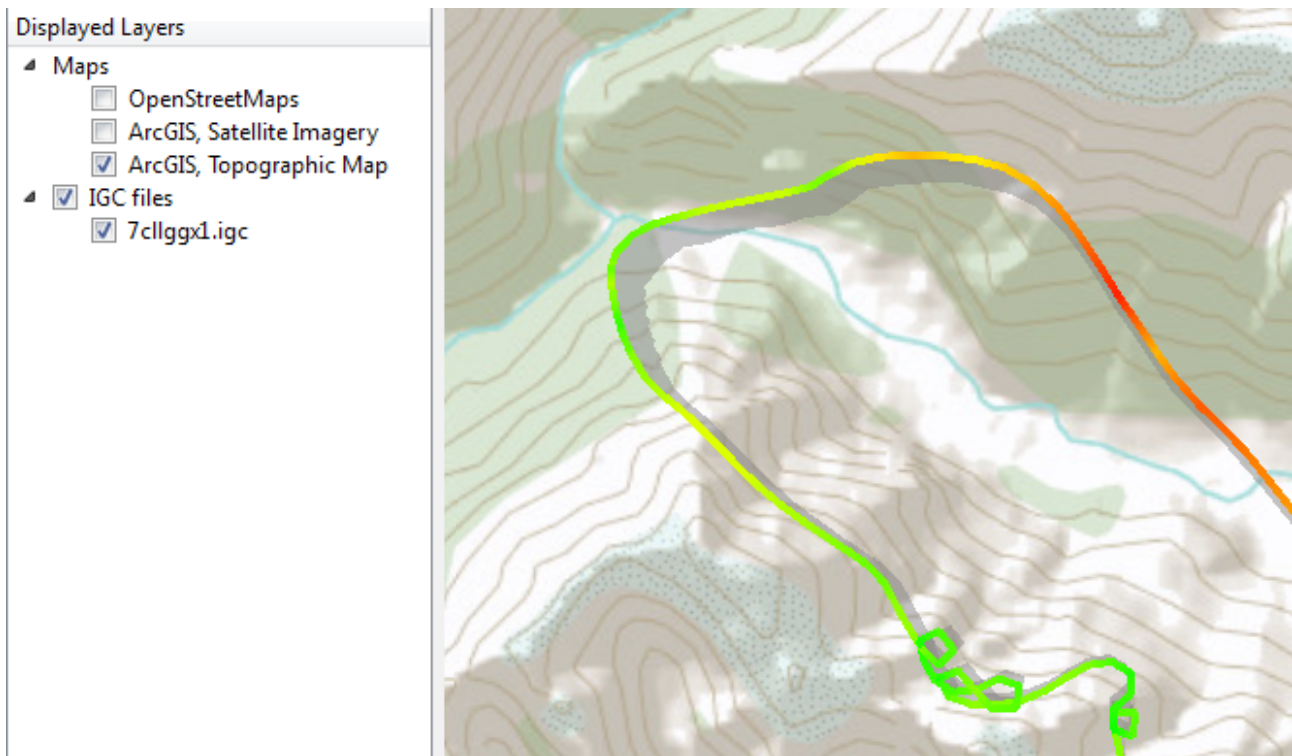 Displayed Layers
Maps
OpenStreetMaps
ArcGIS, Satellite Imagery
ArcGIS, Topographic Map
IGC files
7cllggx1.igc